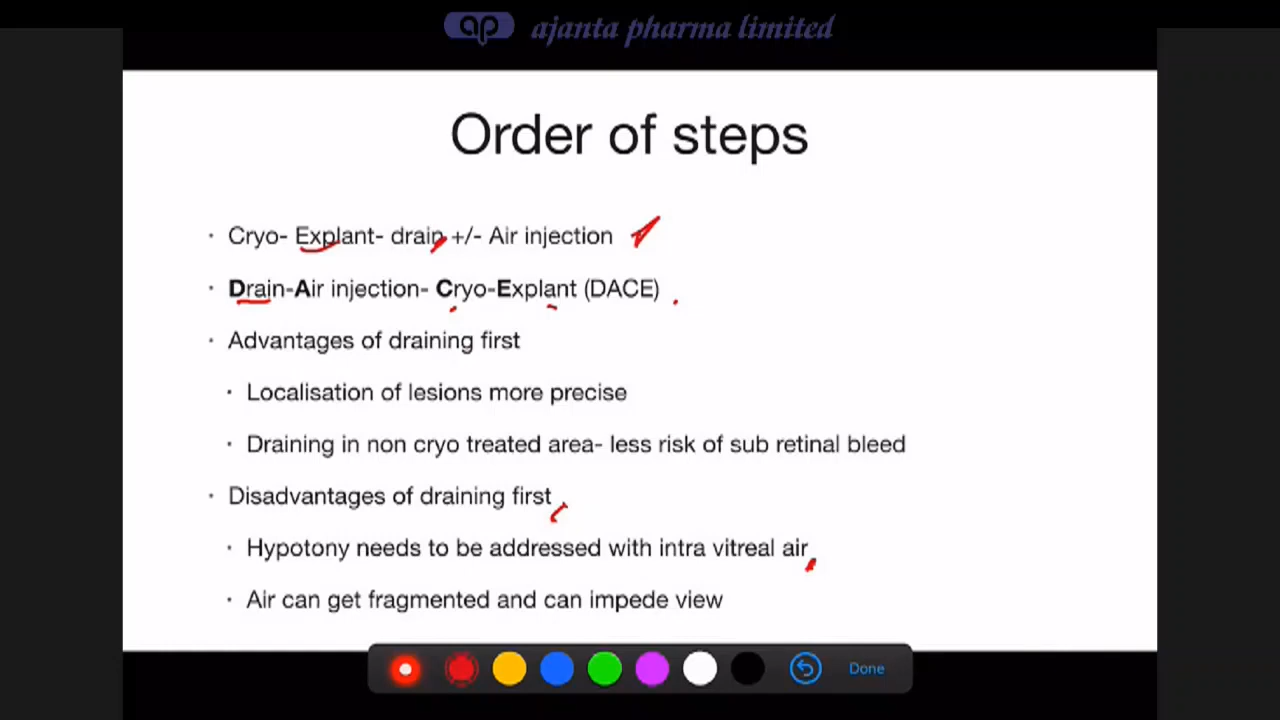 ap ajanta pharma limited
Order of steps
· Cryo- Explant- drain +/- Air injection
· Drain-Air injection- Cryo-Explant (DACE)
· Advantages of draining first
· Localisation of lesions more precise
· Draining in non cryo treated area- less risk of sub retinal bleed
· Disadvantages of draining first
· Hypotony needs to be addressed with intra vitreal air
· Air can get fragmented and can impede view
Done